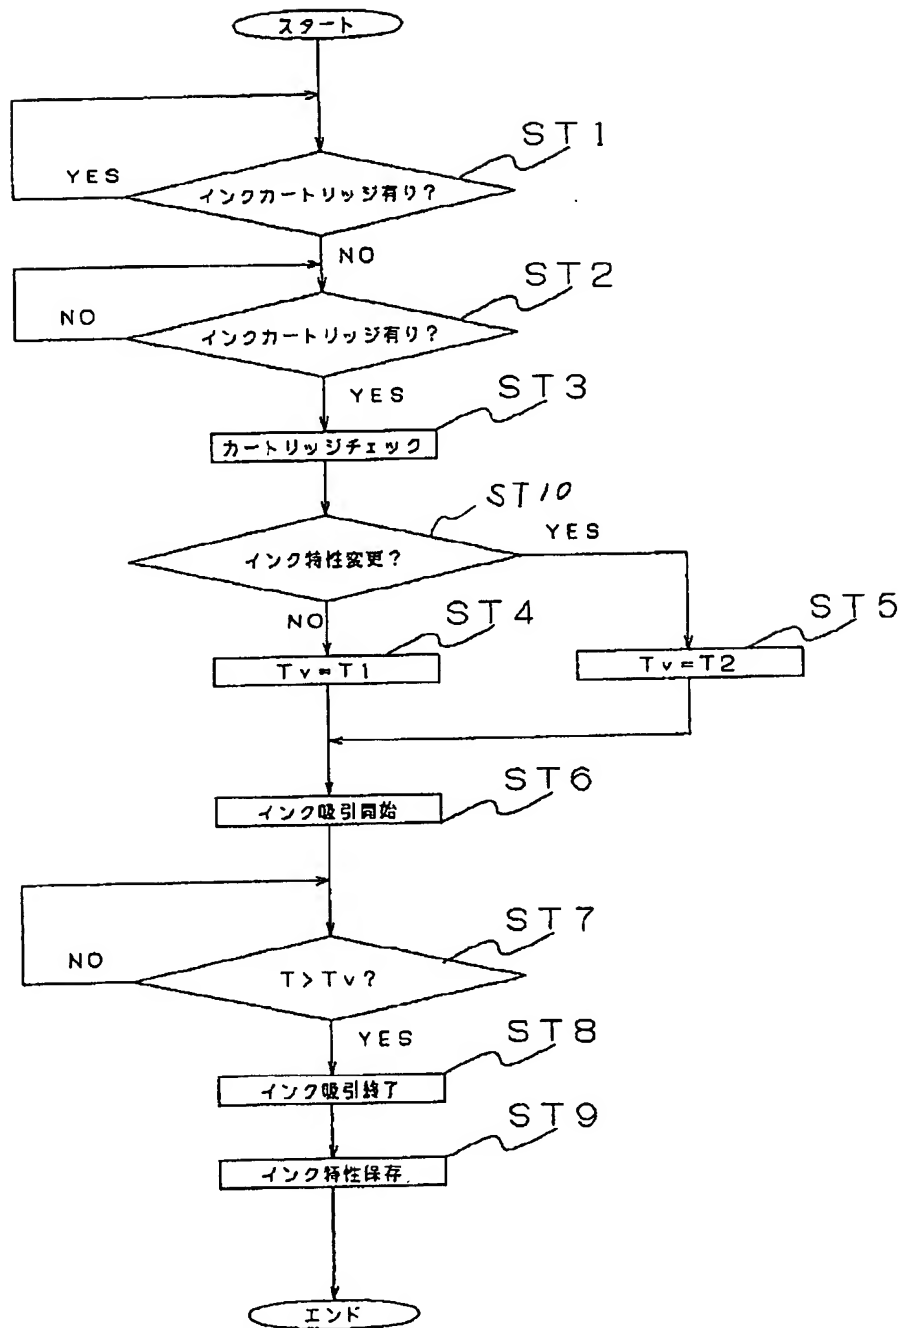 スタート
ST1
YES
インクカートリッジ有り?
NO
ST2
NO
インクカートリッジ有り?
YES
ST3
カートリッジチェック
ST10
YES
インク特性変更?
NO
ST4
ST5
Tv=T1
Tv=T2
ST6
インク吸引開始
ST7
NO
T>Tv?
YES
ST8
インク吸引終了
ST9
インク特性保存
エンド